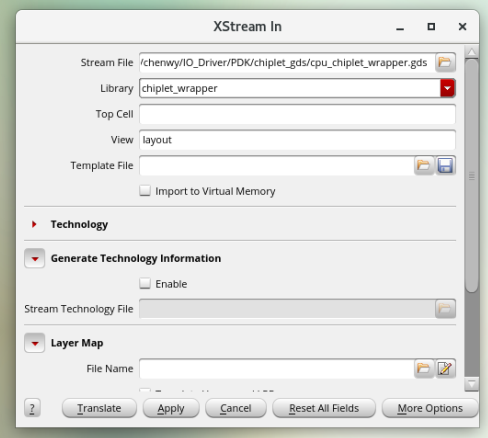 XStream In
Stream File /chenwy/IO_Driver/PDK/chiplet_gds/cpu_chiplet_wrapper.gds
Library chiplet_wrapper
Top Cell
View layout
Template File
Import to Virtual Memory
Technology
Generate Technology Information
Enable
Stream Technology File
Layer Map
File Name
? Translate Apply Cancel Reset All Fields More Options